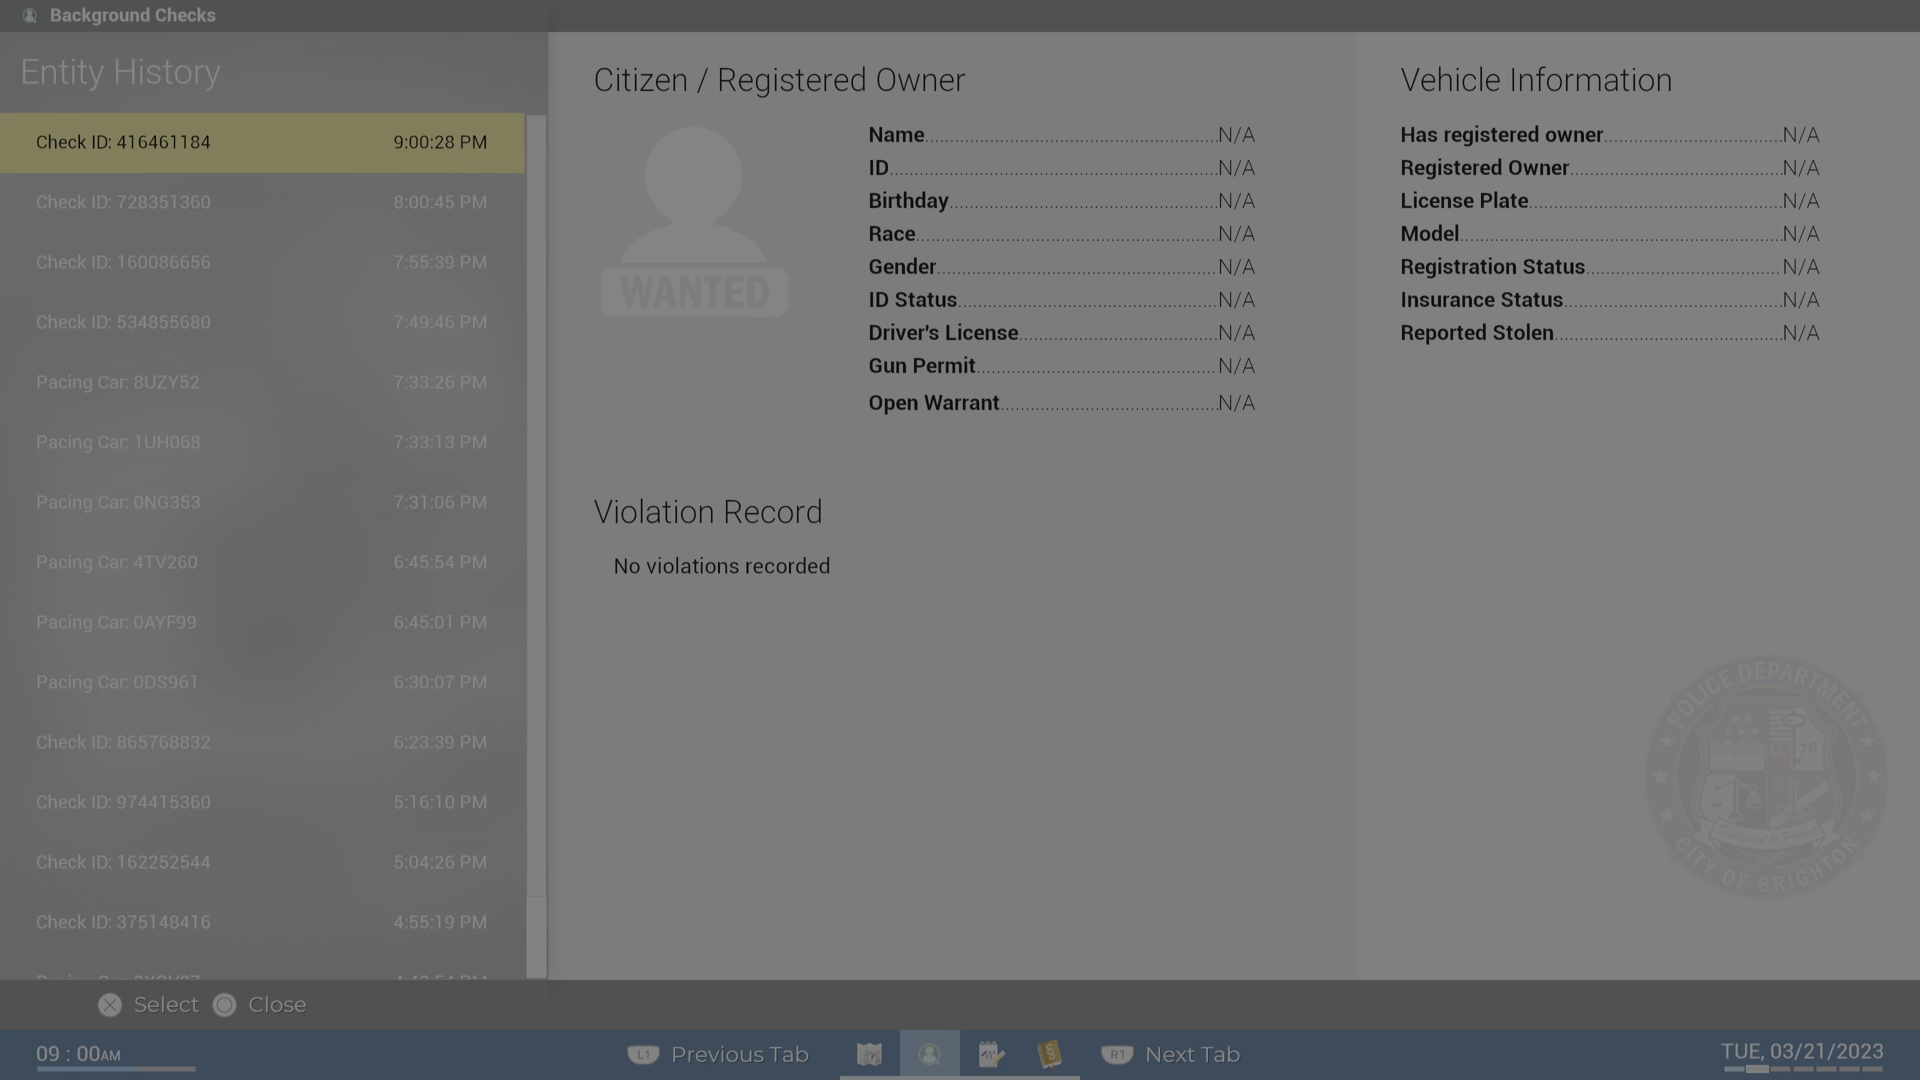 Background Checks
Entity History
Check ID: 416461184 9:00:28 PM
Check ID: 728351360 8:00:45 PM
Check ID: 160086656 7:55:39 PM
Check ID: 534855680 7:49:46 PM
Pacing Car: 8UZY52 7:33:26 PM
Pacing Car: 1UH068 7:33:13 PM
Pacing Car: 0NG353 7:31:06 PM
Pacing Car: 4TV260 6:45:54 PM
Pacing Car: 0AYF99 6:45:01 PM
Pacing Car: 0DS961 6:30:07 PM
Check ID: 865768832 6:23:39 PM
Check ID: 974415360 5:16:10 PM
Check ID: 162252544 5:04:26 PM
Check ID: 375148416 4:55:19 PM
Pacing Car:
Citizen / Registered Owner
WANTED
Name N/A
ID N/A
Birthday N/A
Race N/A
Gender N/A
ID Status N/A
Driver's License N/A
Gun Permit N/A
Open Warrant N/A
Violation Record
No violations recorded
Vehicle Information
Has registered owner N/A
Registered Owner N/A
License Plate N/A
Model N/A
Registration Status N/A
Insurance Status N/A
Reported Stolen N/A
POLICE DEPARTMENT
17 76
CITY OF BRIGHTON
Select Close
09 : 00AM
L1 Previous Tab
R1 Next Tab
TUE, 03/21/2023